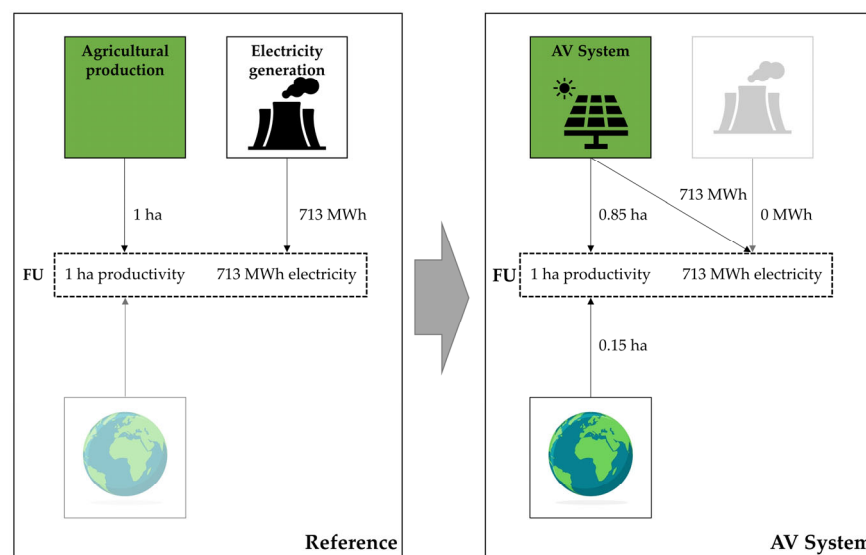 Agricultural
production
Electricity
generation
1 ha
713 MWh
FU
1 ha productivity
713 MWh electricity
Reference
AV System
713 MWh
0.85 ha
0 MWh
FU
1 ha productivity
713 MWh electricity
0.15 ha
AV System